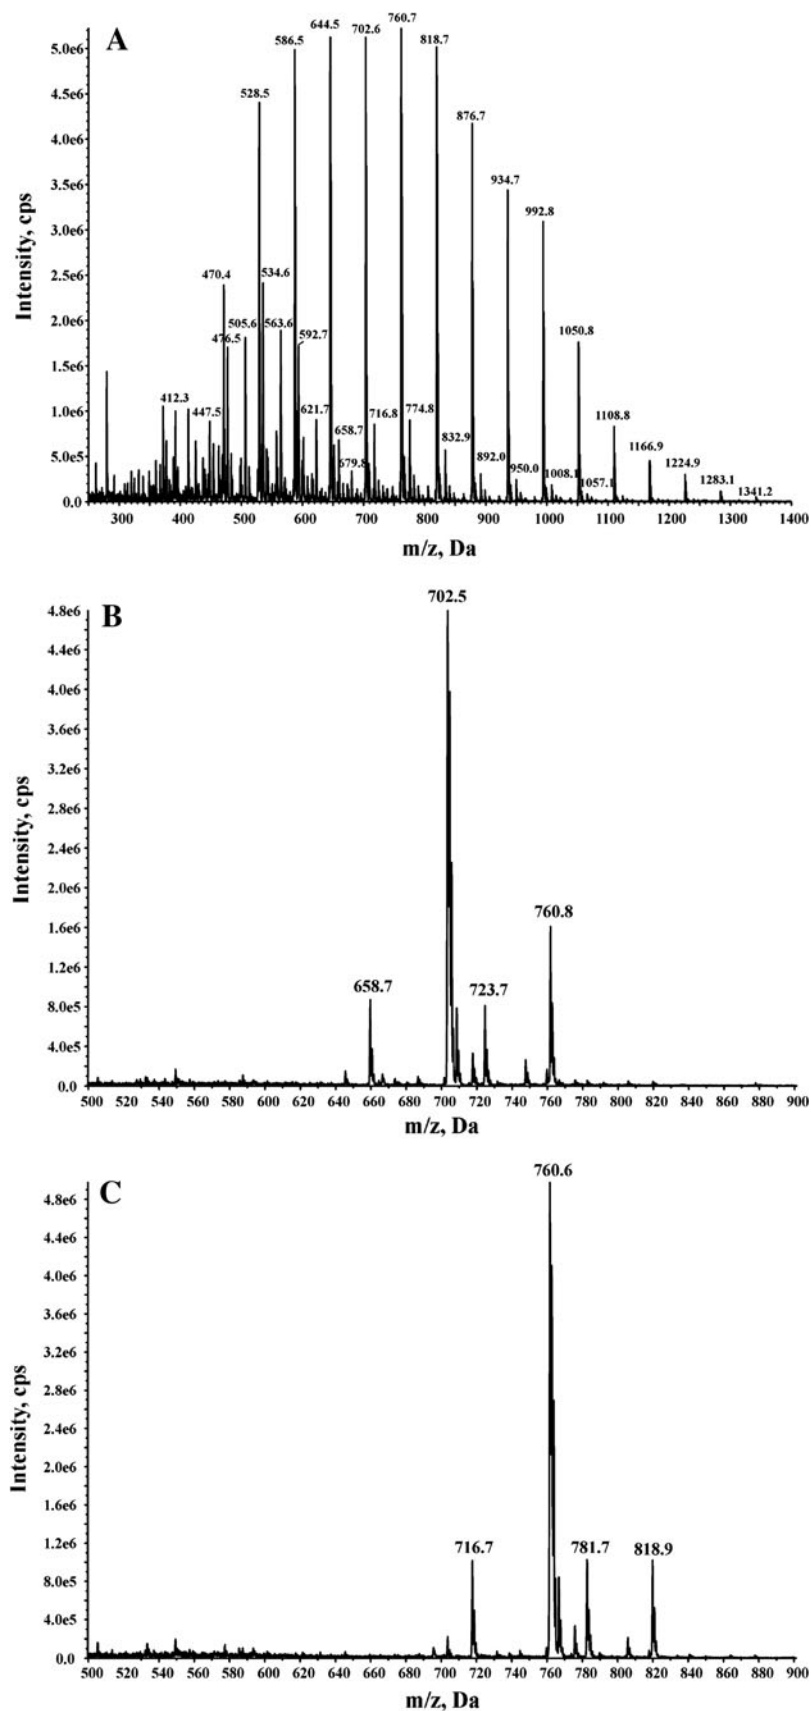 A
5.0e6
4.5e6
4.0e6
3.5e6
3.0e6
2.5e6
2.0e6
1.5e6
1.0e6
5.0e5
0.0
Intensity, cps
412.3
447.5
470.4
476.5
505.6
528.5
534.6
563.6
586.5
592.7
621.7
644.5
658.7
679.8
702.6
716.8
760.7
774.8
818.7
832.9
876.7
892.0
934.7
950.0
992.8
1008.1
1050.8
1057.1
1108.8
1166.9
1224.9
1283.1
1341.2
300 400 500 600 700 800 900 1000 1100 1200 1300 1400
m/z, Da
B
4.8e6
4.4e6
4.0e6
3.6e6
3.2e6
2.8e6
2.4e6
2.0e6
1.6e6
1.2e6
8.0e5
4.0e5
0.0
Intensity, cps
658.7
702.5
723.7
760.8
500 520 540 560 580 600 620 640 660 680 700 720 740 760 780 800 820 840 860 880 900
m/z, Da
C
4.8e6
4.4e6
4.0e6
3.6e6
3.2e6
2.8e6
2.4e6
2.0e6
1.6e6
1.2e6
8.0e5
4.0e5
0.0
Intensity, cps
716.7
760.6
781.7
818.9
500 520 540 560 580 600 620 640 660 680 700 720 740 760 780 800 820 840 860 880 900
m/z, Da